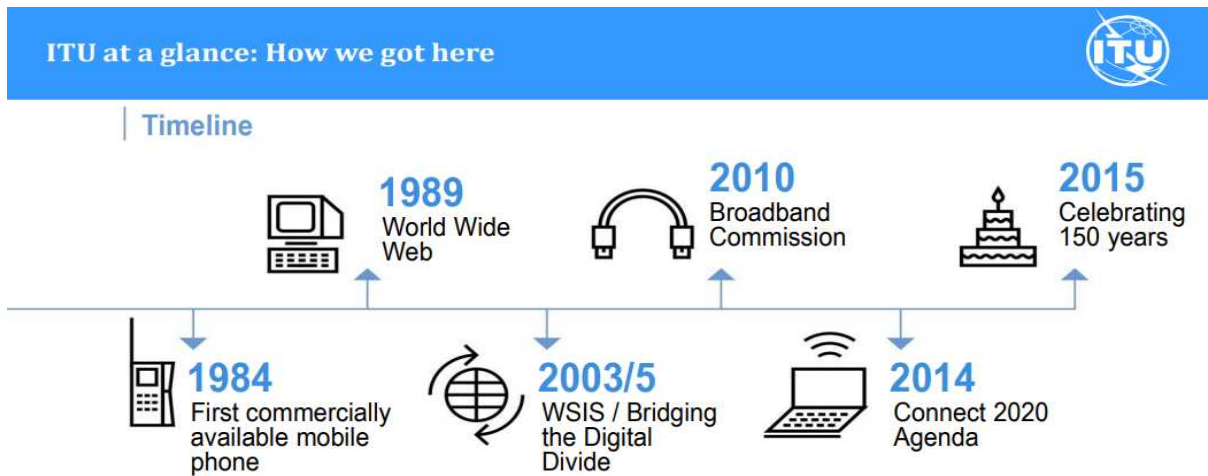 ITU at a glance: How we got here
ITU
Timeline
1989
World Wide
Web
2010
Broadband
Commission
2015
Celebrating
150 years
1984
First commercially
available mobile
phone
2003/5
WSIS / Bridging
the Digital
Divide
2014
Connect 2020
Agenda